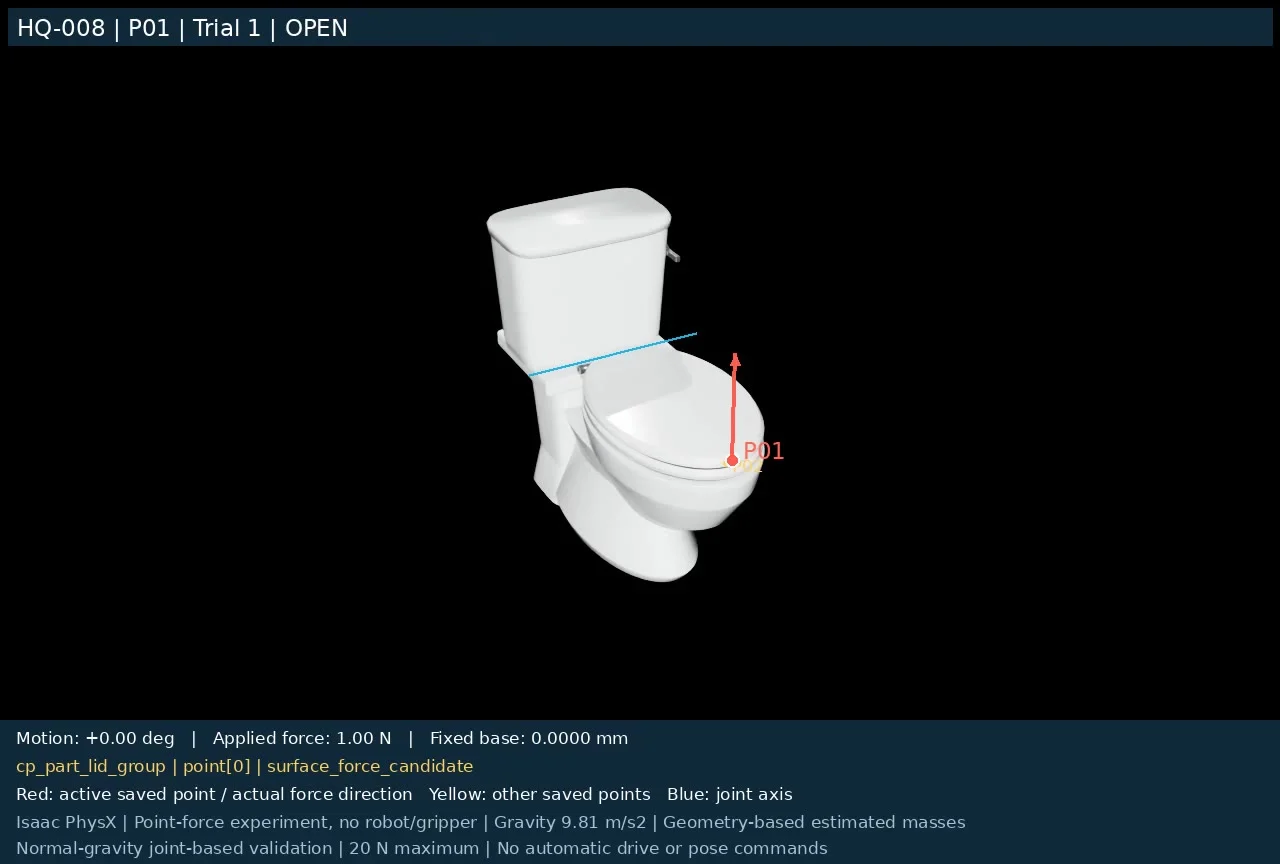 HQ-008 | P01 | Trial 1 | OPEN
P01
Motion: +0.00 deg | Applied force: 1.00 N | Fixed base: 0.0000 mm
cp_part_lid_group | point[0] | surface_force_candidate
Red: active saved point / actual force direction Yellow: other saved points Blue: joint axis
Isaac PhysX | Point-force experiment, no robot/gripper | Gravity 9.81 m/s2 | Geometry-based estimated masses
Normal-gravity joint-based validation | 20 N maximum | No automatic drive or pose commands